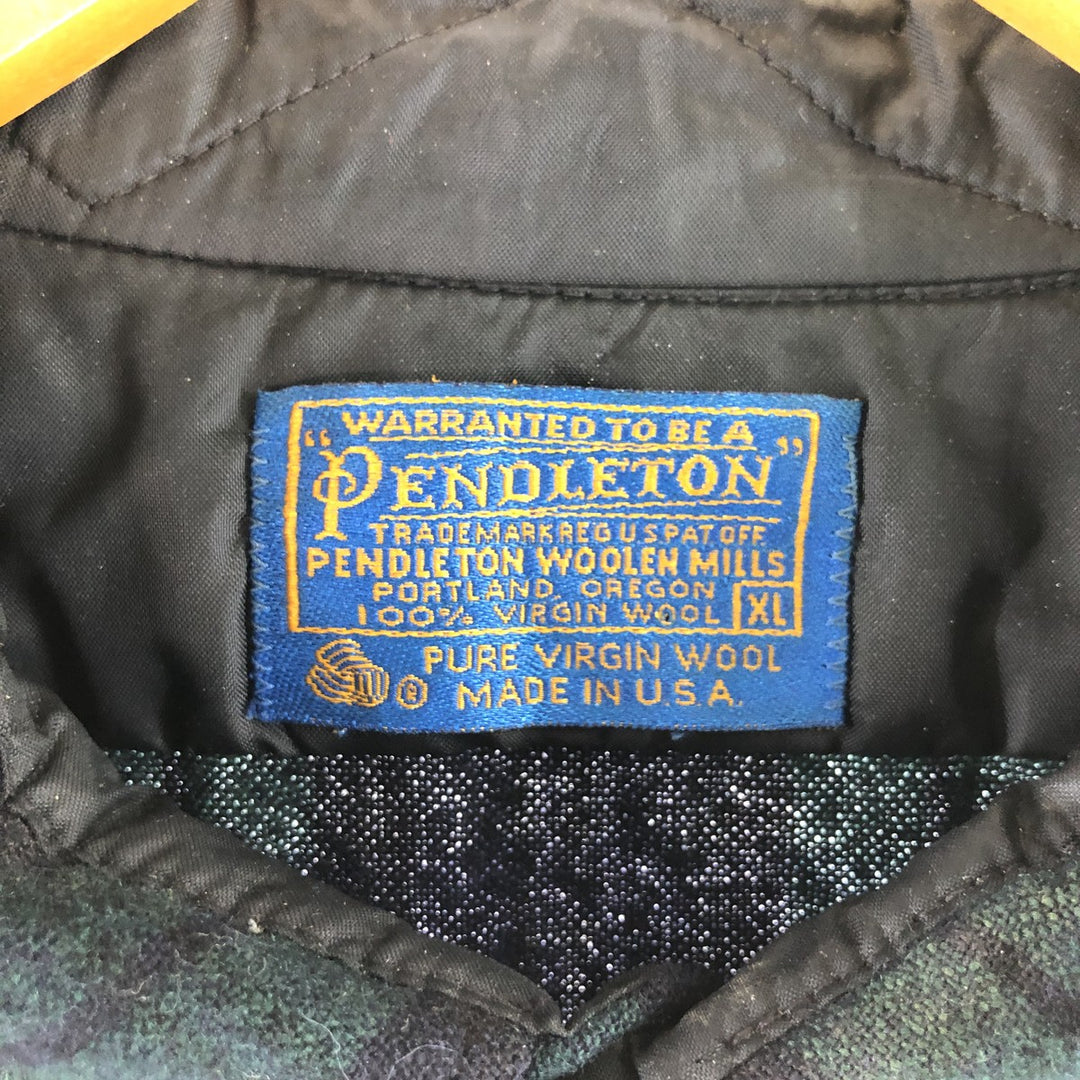 WARRANTED TO BE A
"PENDLETON"
TRADEMARK REG U S PAT OFF
PENDLETON WOOLEN MILLS
PORTLAND, OREGON
100% VIRGIN WOOL XL
PURE VIRGIN WOOL
® MADE IN U.S.A.